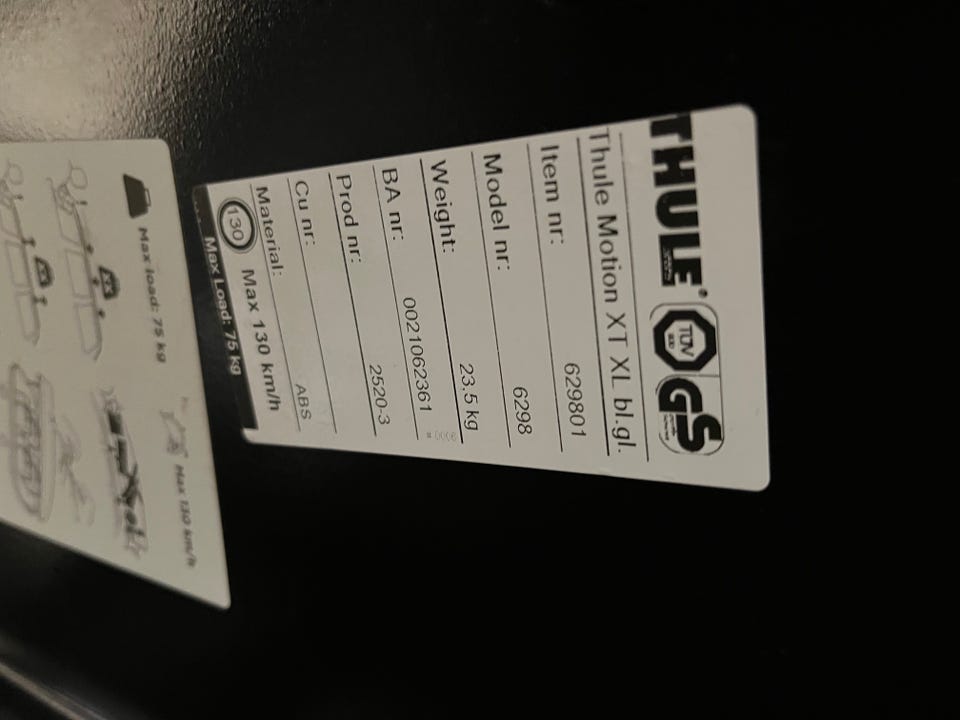 THULE
TÜV
GS
Thule Motion XT XL bl.gl.
Item nr: 629801
Model nr: 6298
Weight: 23,5 kg
BA nr: 0021062361
Prod nr: 2520-3
Cu nr:
Material: ABS
130 Max 130 km/h
Max Load: 75 kg
Max load: 75 kg
Max 130 km/h